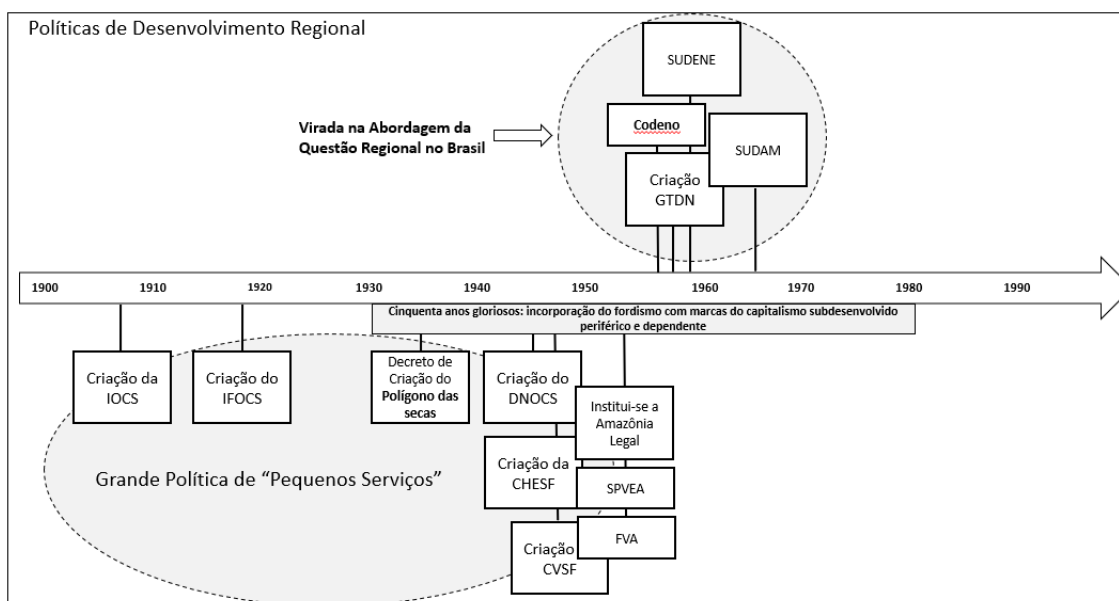 Políticas de Desenvolvimento Regional
SUDENE
Codeno
SUDAM
Criação
GTDN
Virada na Abordagem da
Questão Regional no Brasil
1900
1910
1920
1930
1940
1950
1960
1970
1980
1990
Cinquenta anos gloriosos: incorporação do fordismo com marcas do capitalismo subdesenvolvido
periférico e dependente
Criação da
IOCS
Criação do
IFOCS
Decreto de
Criação do
Polígono das
secas
Criação do
DNOCS
Institui-se a
Amazônia
Legal
Criação da
CHESF
SPVEA
Criação
CVSF
FVA
Grande Política de “Pequenos Serviços”